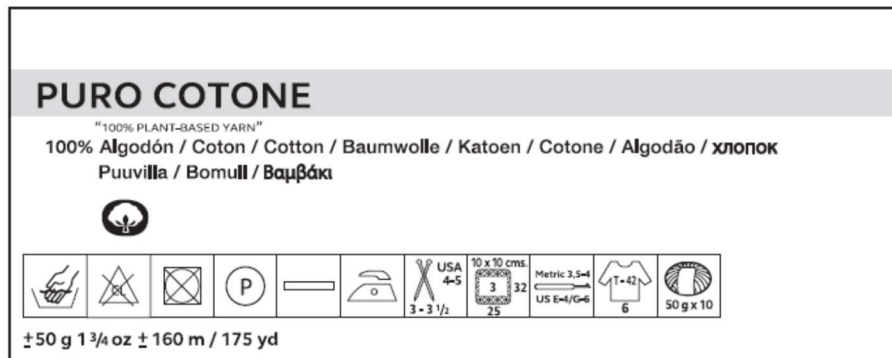 PURO COTONE
"100% PLANT-BASED YARN"
100% Algodón / Coton / Cotton / Baumwolle / Katoen / Cotone / Algodão / хлопок
Puuvilla / Bomull / Βαμβάκι
P
USA
4-5
3 - 3 1/2
10 x 10 cms.
3
32
25
Metric 3,5-4
US E-4/G-6
T-42
6
50 g x 10
±50 g 1 3/4 oz ± 160 m / 175 yd